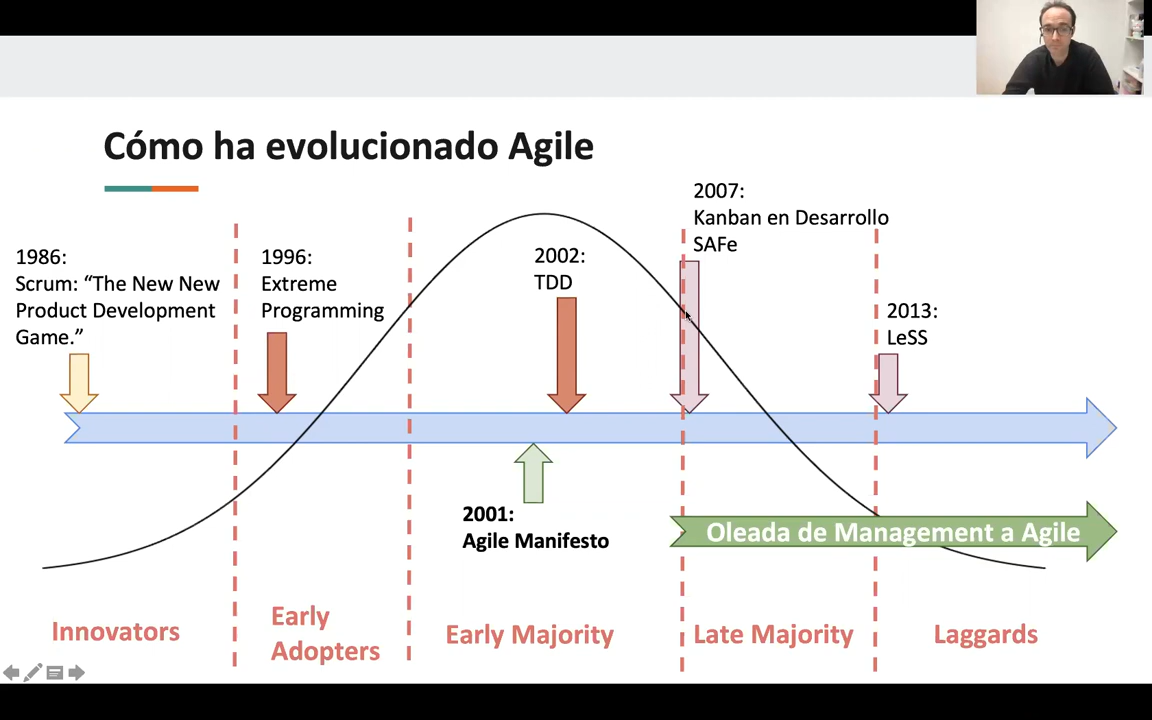 Cómo ha evolucionado Agile
1986:
Scrum: “The New New
Product Development
Game.”
1996:
Extreme
Programming
2002:
TDD
2007:
Kanban en Desarrollo
SAFe
2013:
LeSS
2001:
Agile Manifesto
Oleada de Management a Agile
Innovators
Early
Adopters
Early Majority
Late Majority
Laggards